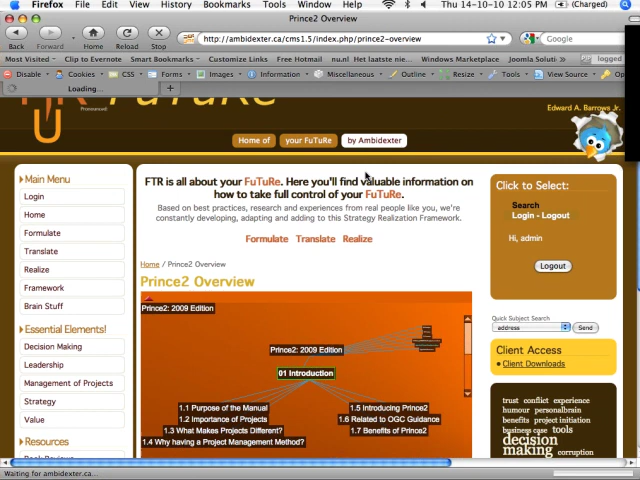 Firefox File Edit View History Bookmarks Tools Window Help Thu 14-10-10 12:05 PM (Charged)
Prince2 Overview
http://ambidexter.ca/cms1.5/index.php/prince2-overview
Google
Back Forward Home Reload Stop
Most Visited Clip to Evernote Smart Bookmarks Customize Links Free Hotmail nu.nl Het laatste nie... Windows Marketplace Joomla Soluti... logged
Disable Cookies CSS Forms Images Information Miscellaneous Outline Resize Tools View Source Op
Loading...
FTR FuTuRe
Pronounced:
Edward A. Barrows Jr.
Home of your FuTuRe by Ambidexter
Main Menu
Login
Home
Formulate
Translate
Realize
Framework
Brain Stuff
Essential Elements!
Decision Making
Leadership
Management of Projects
Strategy
Value
Resources
FTR is all about your FuTuRe. Here you'll find valuable information on
how to take full control of your FuTuRe.
Based on best practices, research and experiences from real people like you, we're
constantly developing, adapting and adding to this Strategy Realization Framework.
Formulate Translate Realize
Home / Prince2 Overview
Prince2 Overview
Prince2: 2009 Edition
Prince2: 2009 Edition
01 Introduction
1.1 Purpose of the Manual
1.2 Importance of Projects
1.3 What Makes Projects Different?
1.4 Why having a Project Management Method?
1.5 Introducing Prince2
1.6 Related to OGC Guidance
1.7 Benefits of Prince2
Click to Select:
Search
Login - Logout
Hi, admin
Logout
Quick Subject Search
address Send
Client Access
Client Downloads
trust conflict experience
humour personalbrain
benefits project initiation
business case tools
decision
making corruption
Waiting for ambidexter.ca...